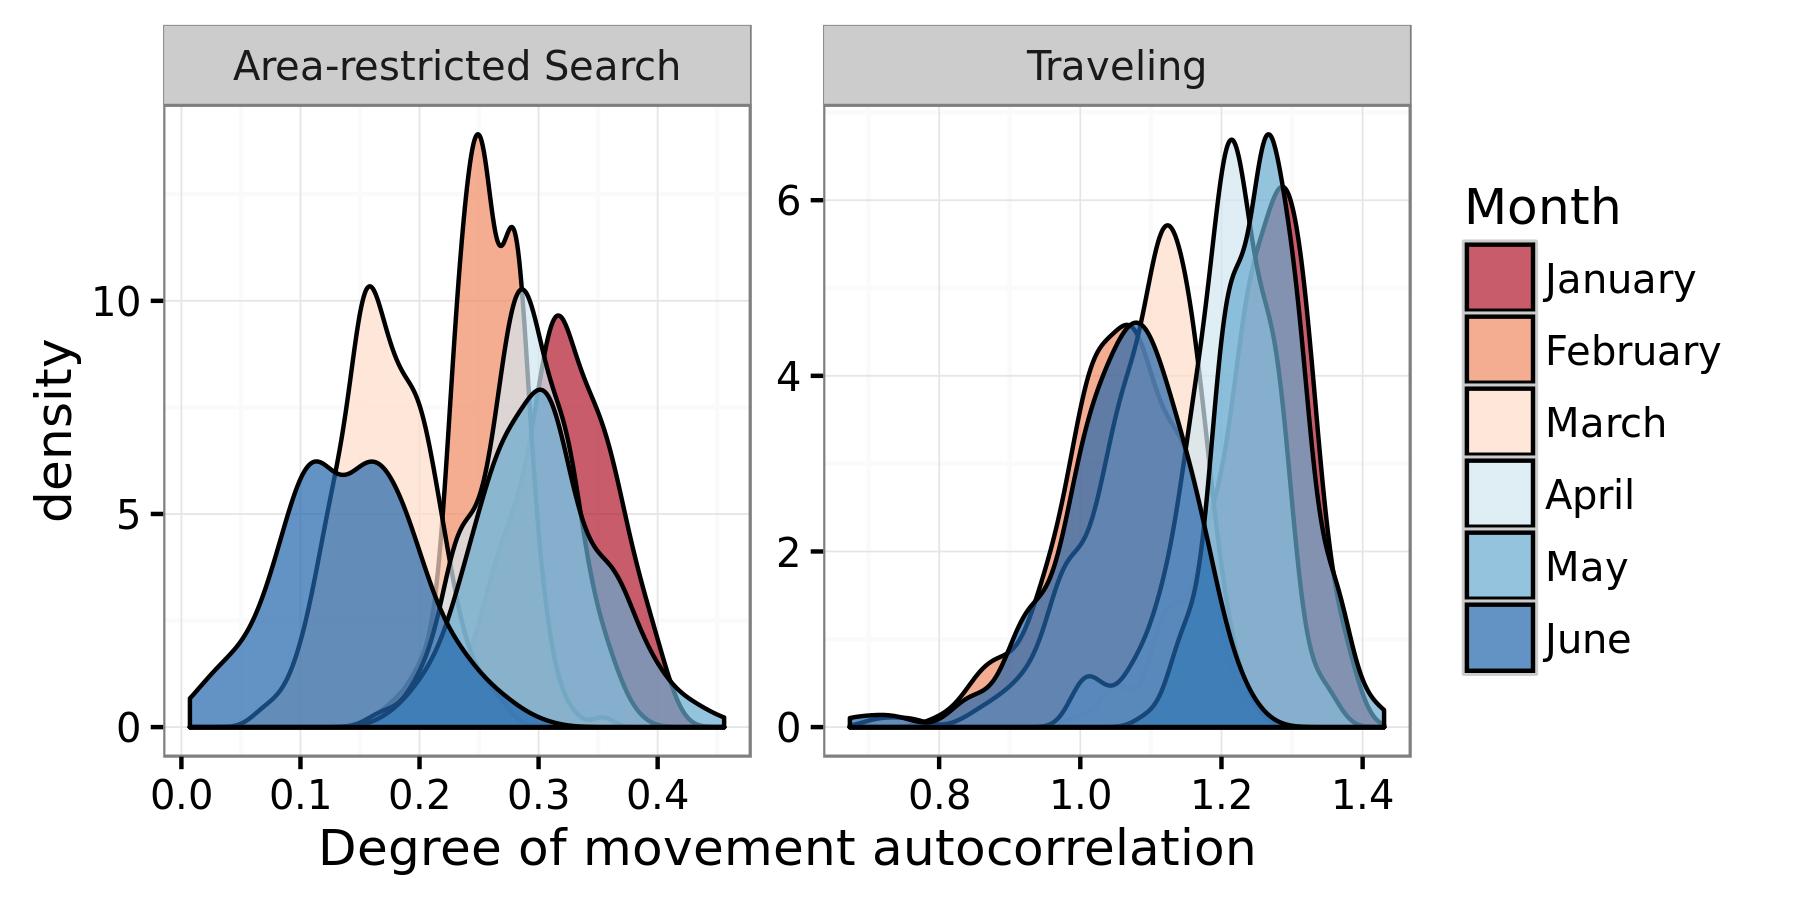 Area-restricted Search
Traveling
density
10
5
0
6
4
2
0
0.0 0.1 0.2 0.3 0.4
0.8 1.0 1.2 1.4
Degree of movement autocorrelation
Month
January
February
March
April
May
June